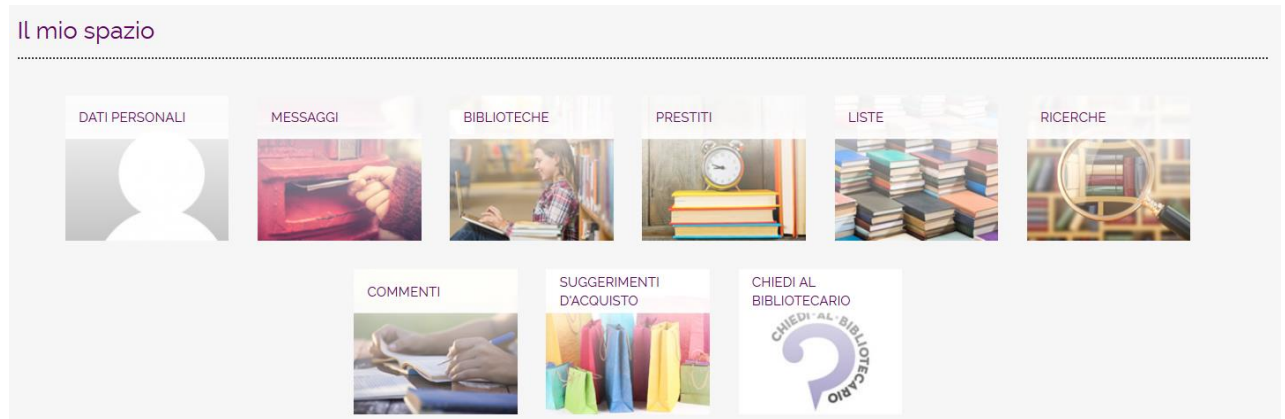 Il mio spazio
DATI PERSONALI
MESSAGGI
BIBLIOTECHE
PRESTITI
LISTE
RICERCHE
COMMENTI
SUGGERIMENTI
D'ACQUISTO
CHIEDI AL
BIBLIOTECARIO
CHIEDI-AL-BIBLIOTECARIO